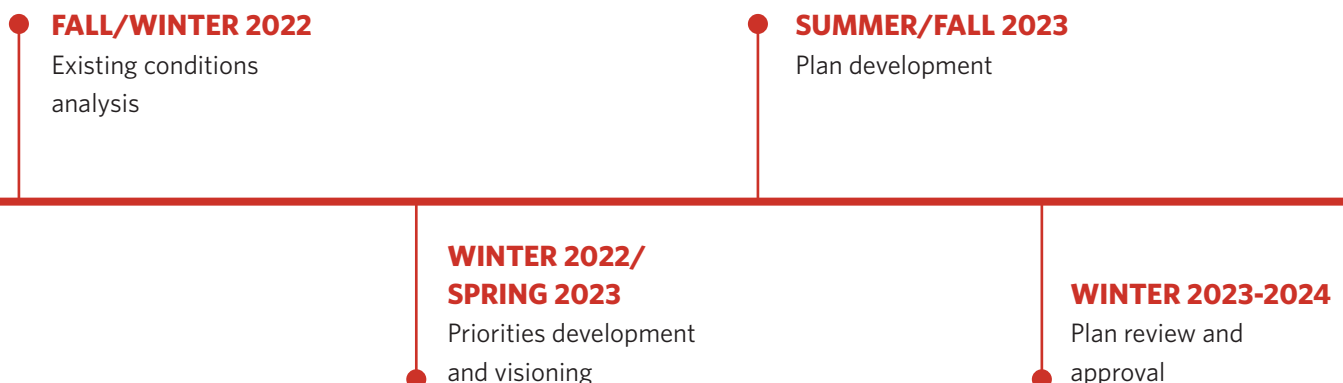 FALL/WINTER 2022
Existing conditions
analysis
SUMMER/FALL 2023
Plan development
WINTER 2022/
SPRING 2023
Priorities development
and visioning
WINTER 2023-2024
Plan review and
approval